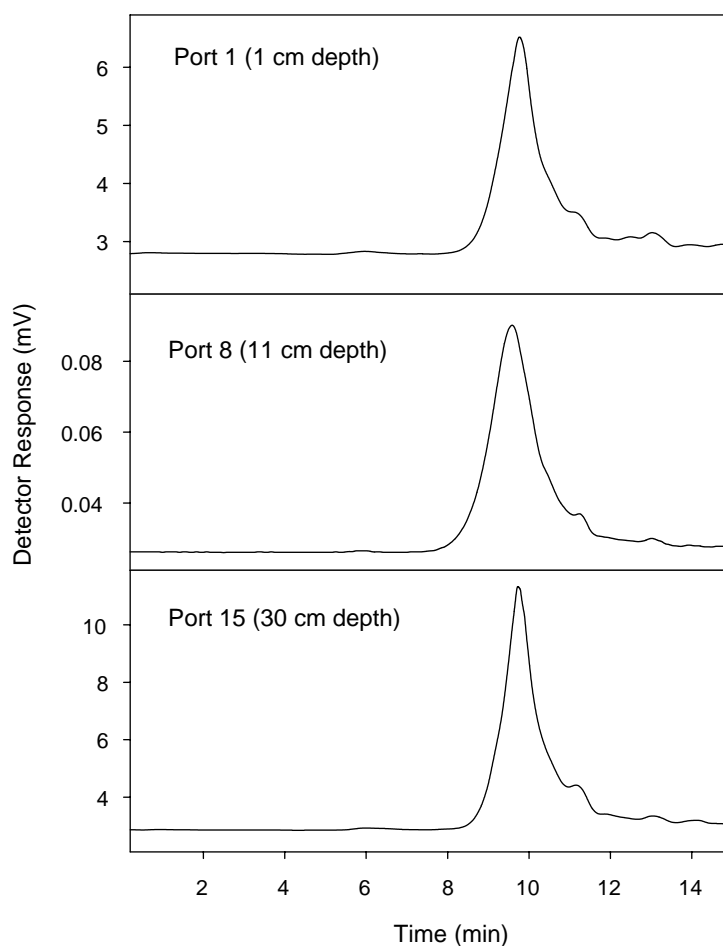 Port 1 (1 cm depth)
6
5
4
3
Port 8 (11 cm depth)
0.08
0.06
0.04
Port 15 (30 cm depth)
10
8
6
4
2 4 6 8 10 12 14
Time (min)
Detector Response (mV)